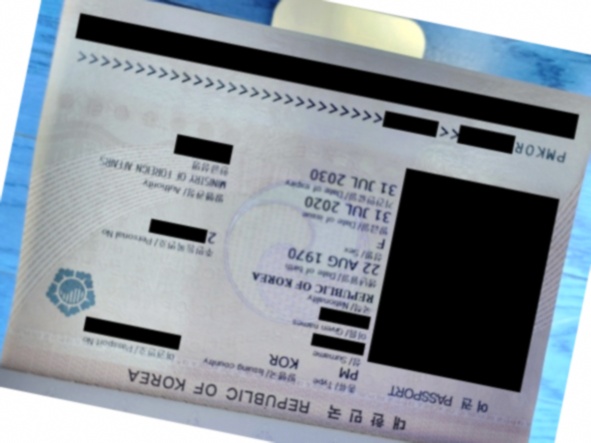 대한민국 REPUBLIC OF KOREA
여권 PASSPORT
종류/ Type 발행국/ Issuing country 여권번호/ Passport No
PM KOR
성/ Surname
이름/ Given names
국적/ Nationality
REPUBLIC OF KOREA
생년월일/ Date of birth 주민등록번호/ Personal No
22 AUG 1970 2
성별/ Sex
F
발급일/ Date of issue 발행관청/ Authority
31 JUL 2020 MINISTRY OF FOREIGN AFFAIRS
기간만료일/ Date of expiry 한글성명
31 JUL 2030
PMKOR